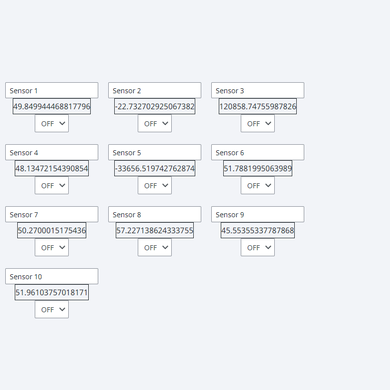 Sensor 1 Sensor 2 Sensor 3
49.849944468817796 -22.732702925067382 120858.74755987826
OFF OFF OFF
Sensor 4 Sensor 5 Sensor 6
48.13472154390854 -33656.519742762874 51.7881995063989
OFF OFF OFF
Sensor 7 Sensor 8 Sensor 9
50.2700015175436 57.227138624333755 45.55355337787868
OFF OFF OFF
Sensor 10
51.96103757018171
OFF